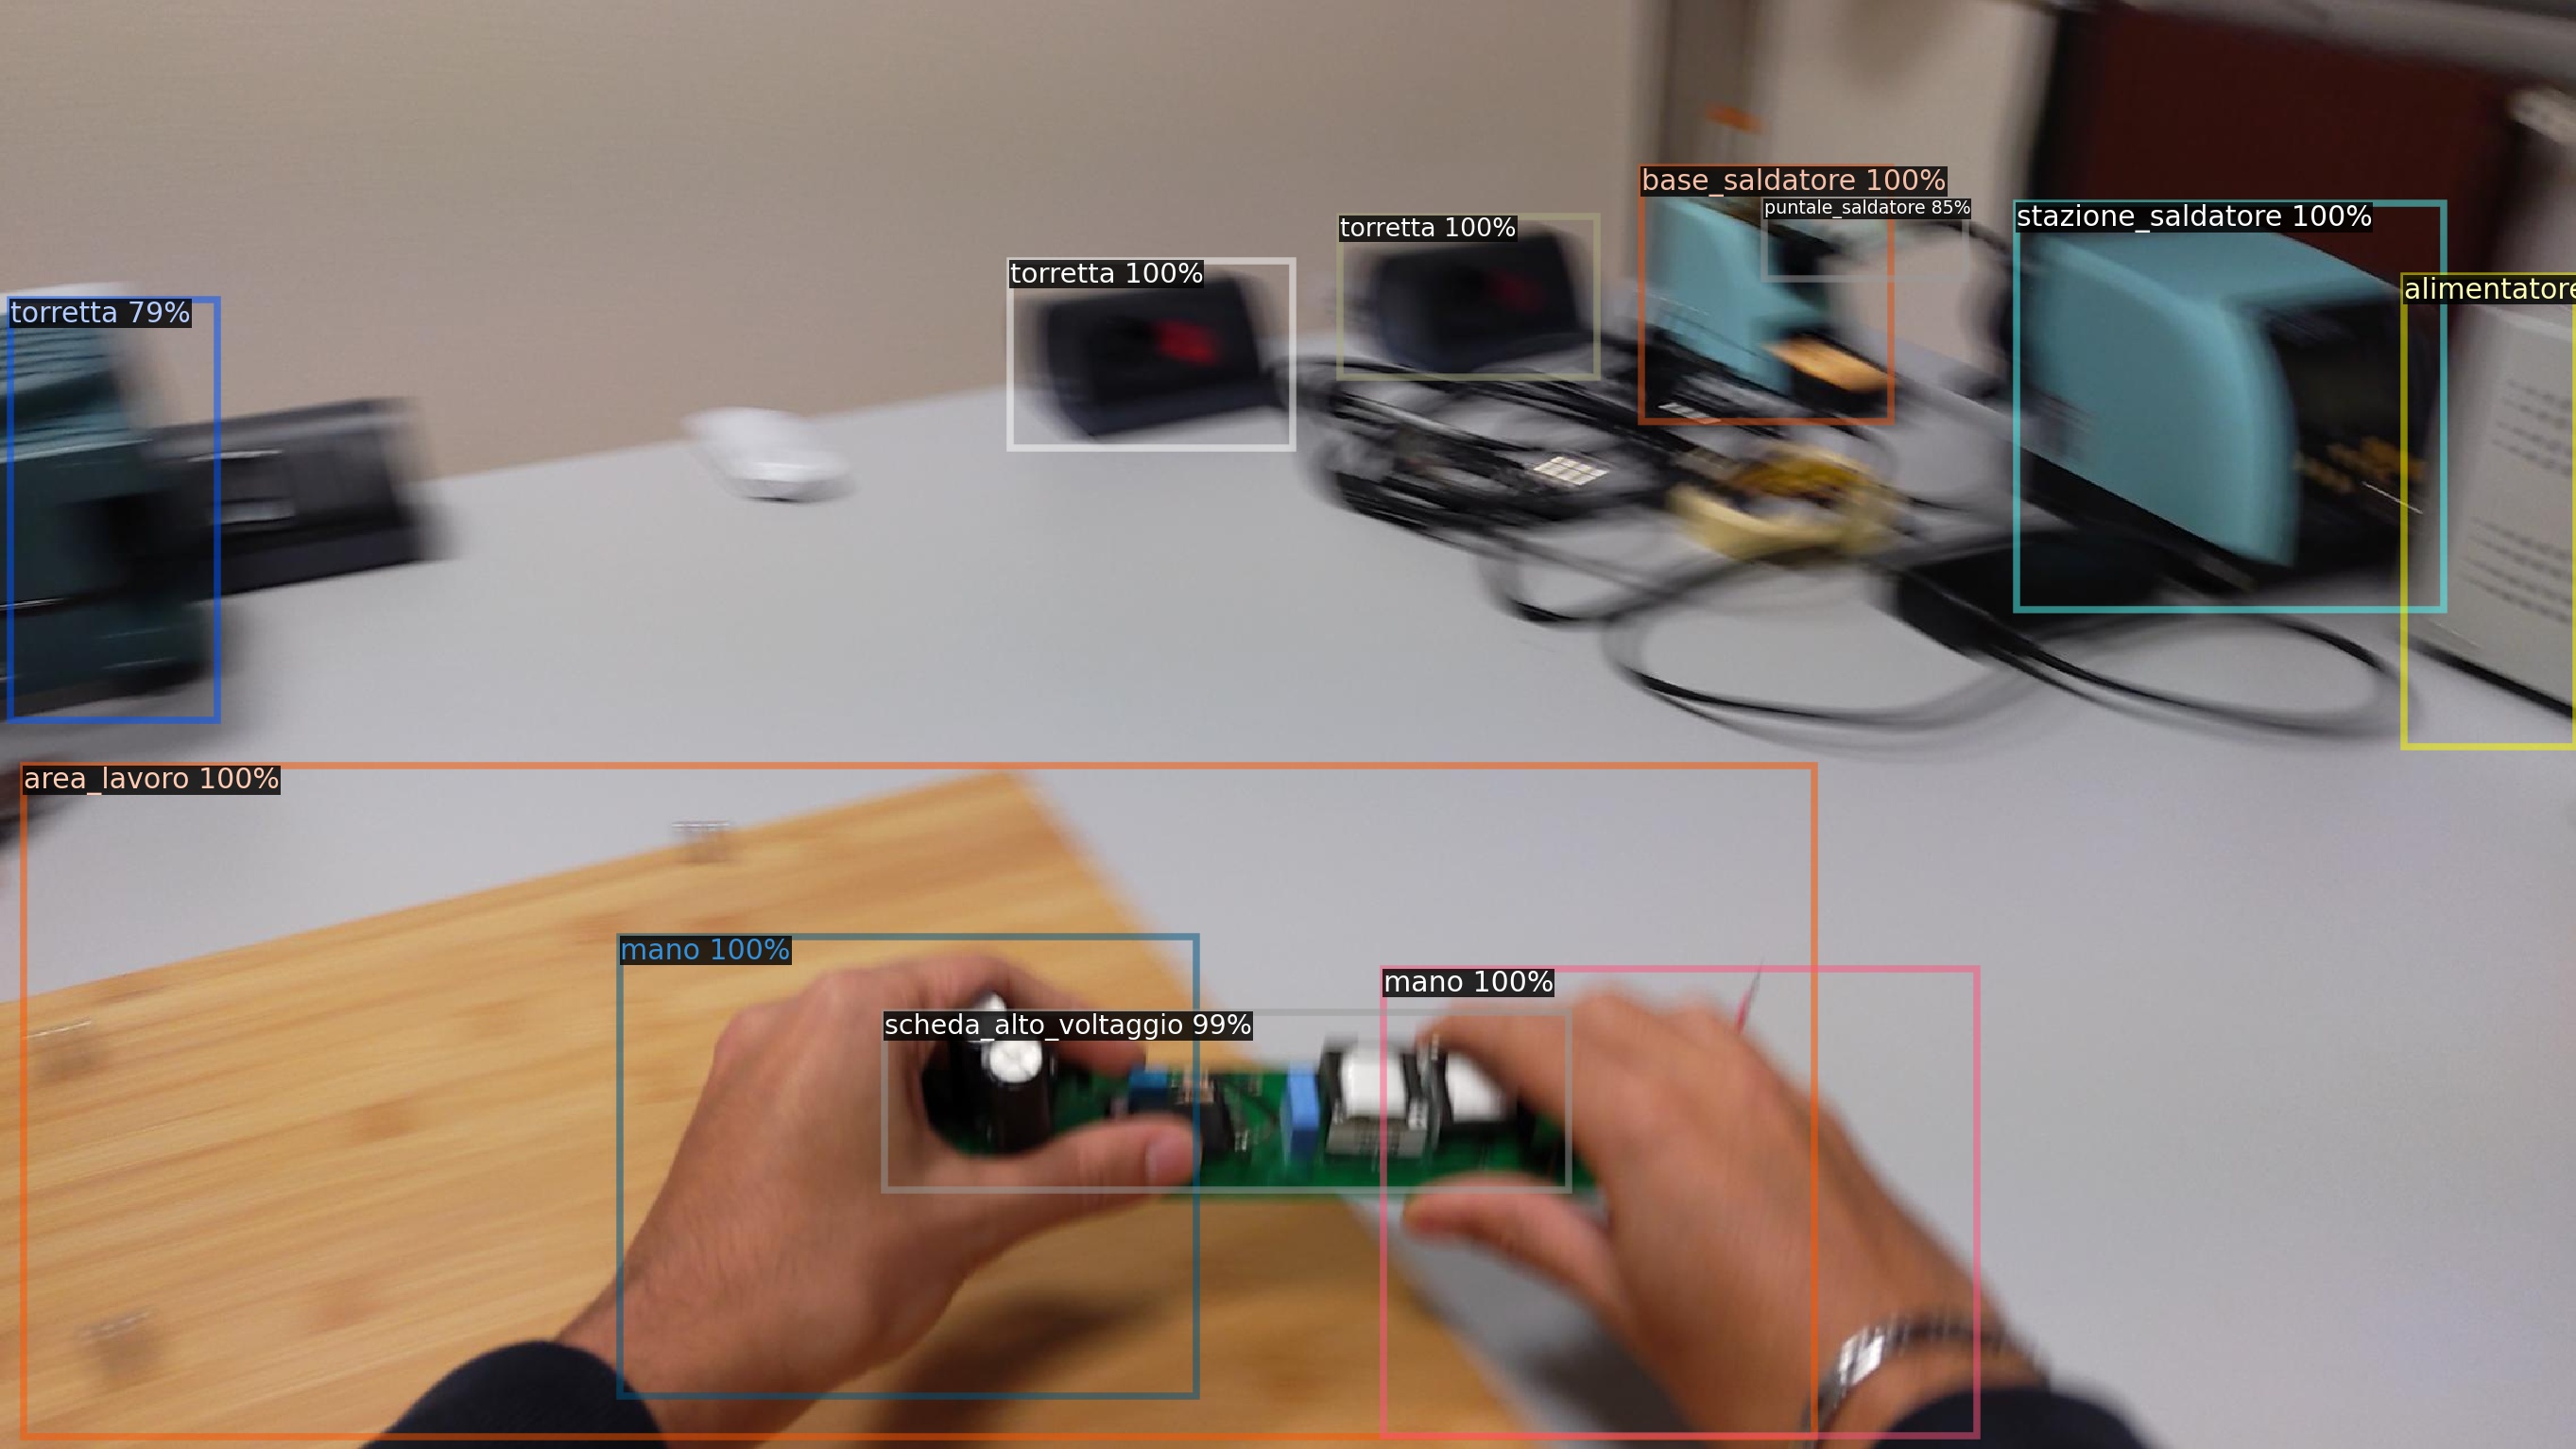 base_saldatore 100%
puntale_saldatore 85%
stazione_saldatore 100%
torretta 100%
torretta 100%
alimentatore
torretta 79%
area_lavoro 100%
mano 100%
mano 100%
scheda_alto_voltaggio 99%